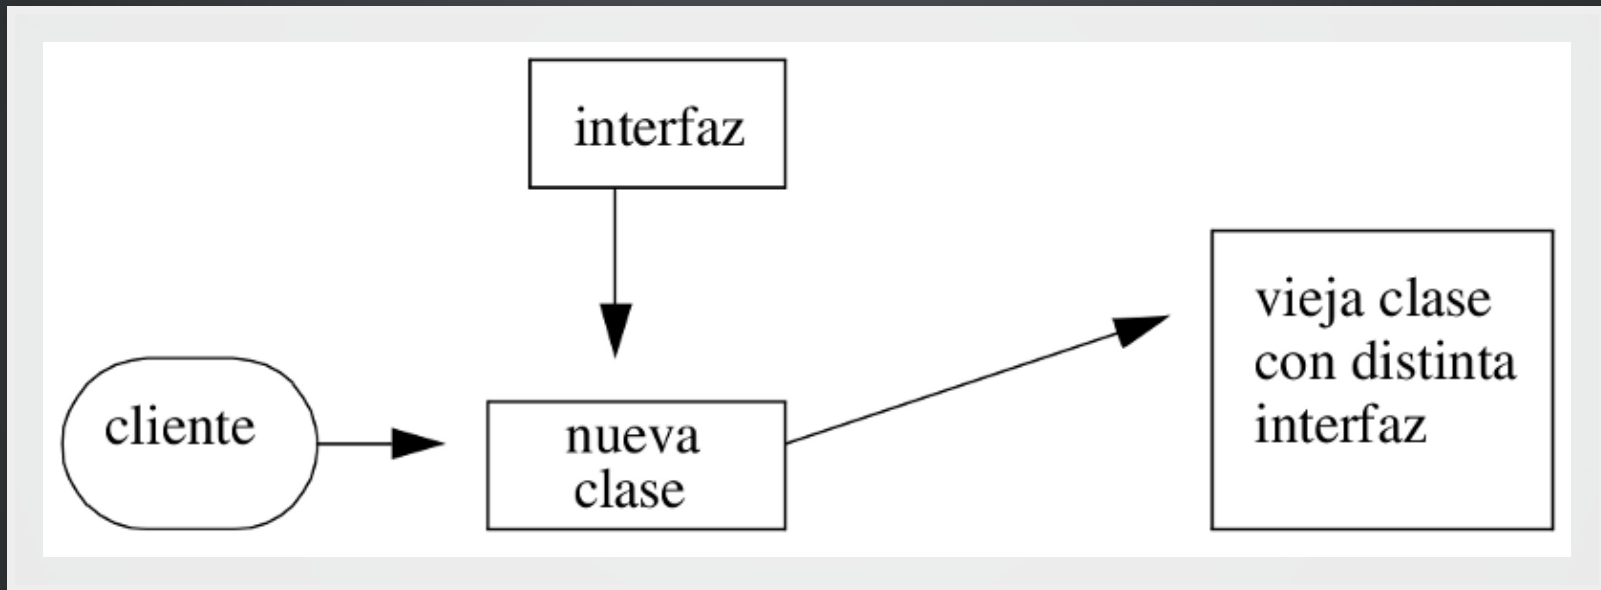 interfaz
cliente
nueva
clase
vieja clase
con distinta
interfaz